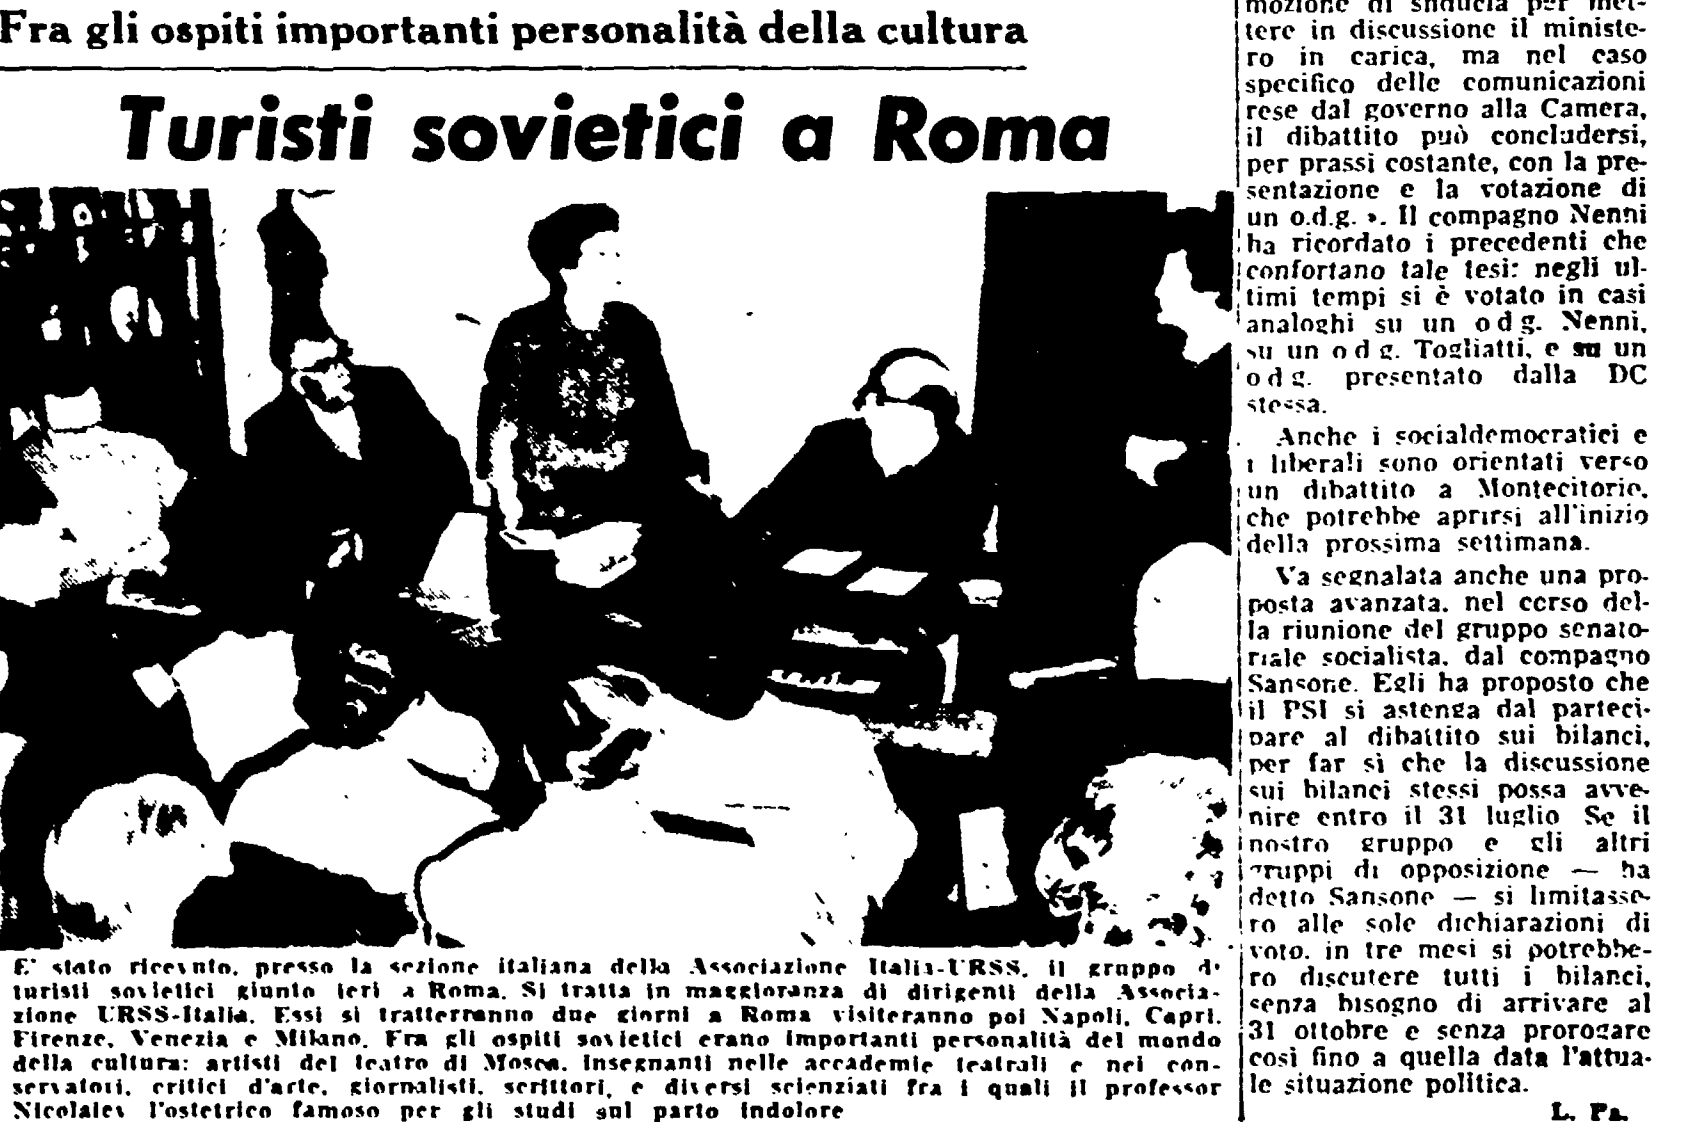 Fra gli ospiti importanti personalità della cultura
Turisti sovietici a Roma
E' stato ricevuto, presso la sezione italiana della Associazione Italia-URSS, il gruppo di
turisti sovietici giunto ieri a Roma. Si tratta in maggioranza di dirigenti della Associa-
zione URSS-Italia. Essi si tratterranno due giorni a Roma visiteranno poi Napoli, Capri,
Firenze, Venezia e Milano. Fra gli ospiti sovietici erano importanti personalità del mondo
della cultura: artisti del teatro di Mosca, insegnanti nelle accademie teatrali e nei con-
servatori, critici d'arte, giornalisti, scrittori, e diversi scienziati fra i quali il professor
Nicolaiev l'ostetrico famoso per gli studi sul parto indolore
mozione di sfiducia per met-
tere in discussione il ministe-
ro in carica, ma nel caso
specifico delle comunicazioni
rese dal governo alla Camera,
il dibattito può concludersi,
per prassi costante, con la pre-
sentazione e la votazione di
un o.d.g. ». Il compagno Nenni
ha ricordato i precedenti che
confortano tale tesi: negli ul-
timi tempi si è votato in casi
analoghi su un o d g. Nenni,
su un o d g. Togliatti, e su un
o d g. presentato dalla DC
stessa.
Anche i socialdemocratici e
i liberali sono orientati verso
un dibattito a Montecitorio,
che potrebbe aprirsi all'inizio
della prossima settimana.
Va segnalata anche una pro-
posta avanzata, nel corso del-
la riunione del gruppo senato-
riale socialista, dal compagno
Sansone. Egli ha proposto che
il PSI si astenga dal parteci-
pare al dibattito sui bilanci,
per far sì che la discussione
sui bilanci stessi possa avve-
nire entro il 31 luglio Se il
nostro gruppo e gli altri
gruppi di opposizione — ha
detto Sansone — si limitasse-
ro alle sole dichiarazioni di
voto, in tre mesi si potrebbe-
ro discutere tutti i bilanci,
senza bisogno di arrivare al
31 ottobre e senza prorogare
così fino a quella data l'attua-
le situazione politica.
L. Pa.